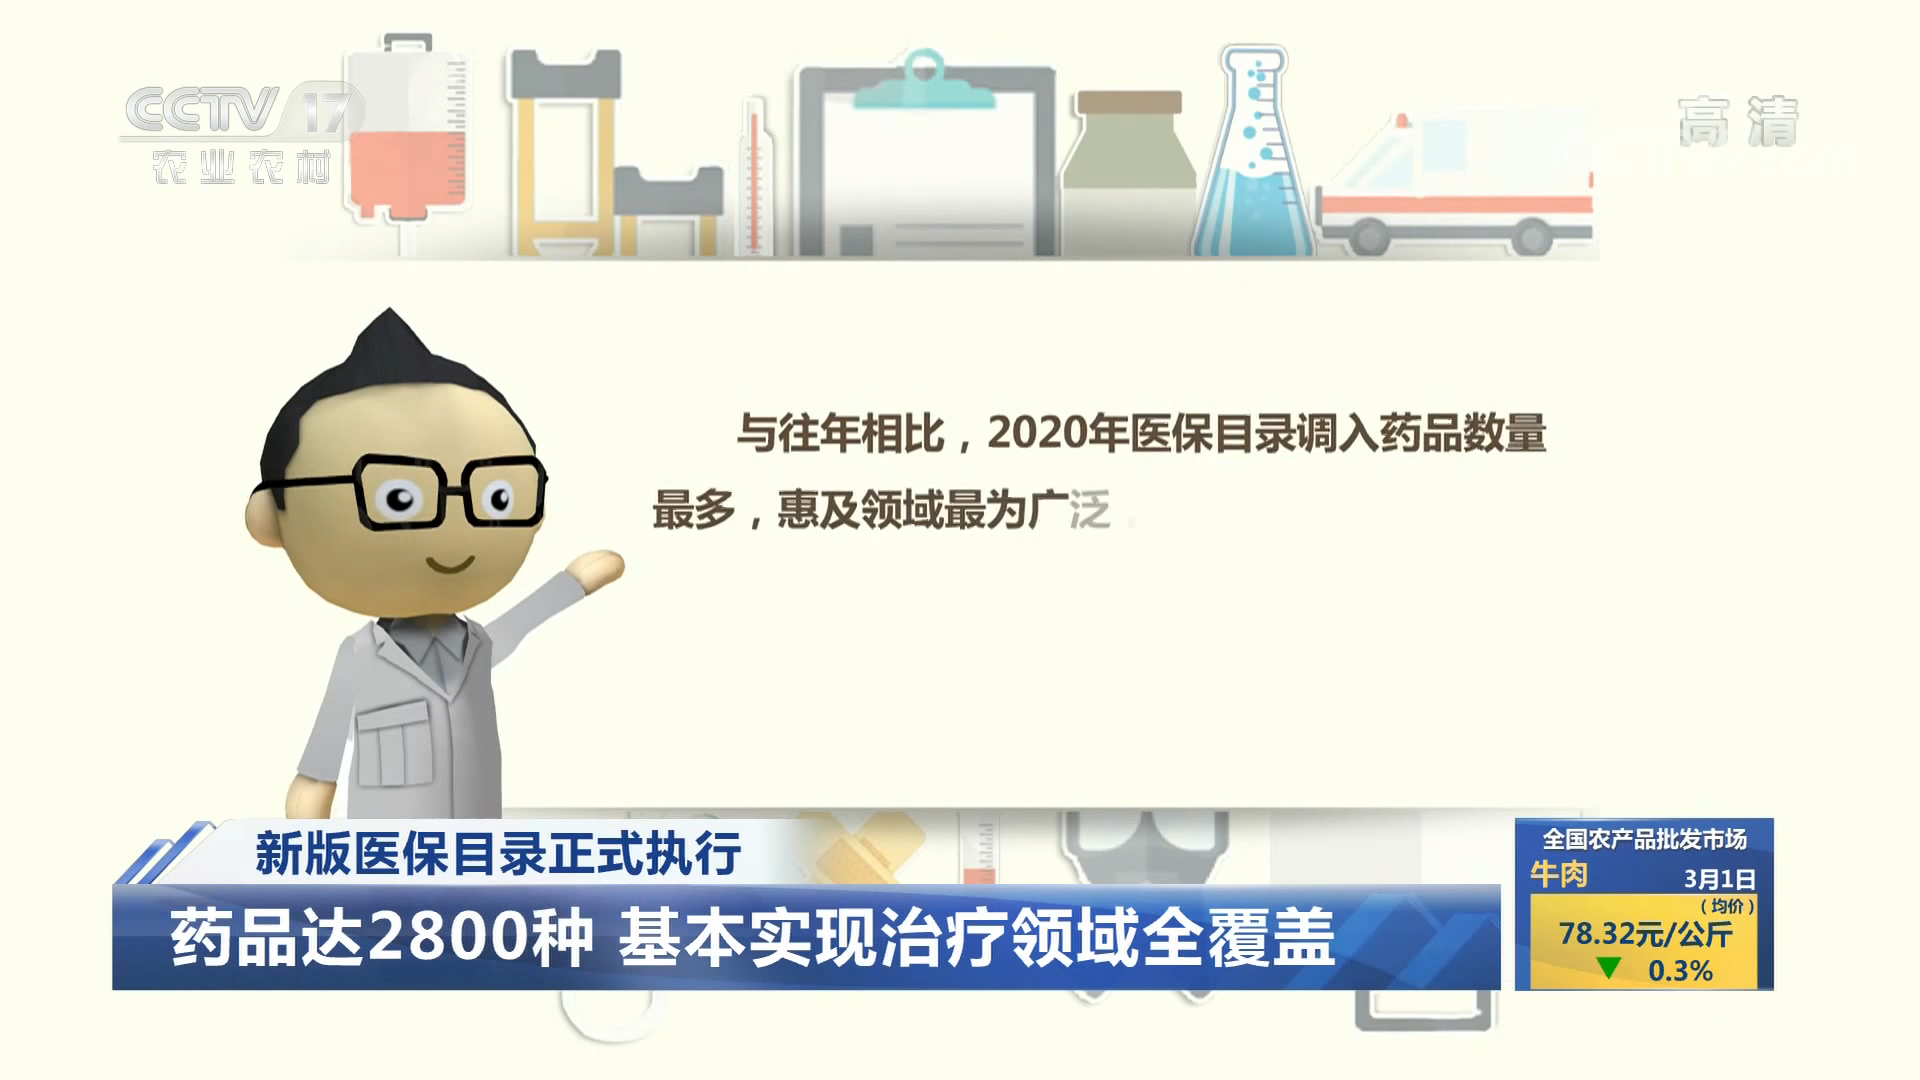 CCTV 17
农业农村
高清
与往年相比，2020年医保目录调入药品数量
最多，惠及领域最为广泛
新版医保目录正式执行
药品达2800种 基本实现治疗领域全覆盖
全国农产品批发市场
牛肉 3月1日
（均价）
78.32元/公斤
▼ 0.3%